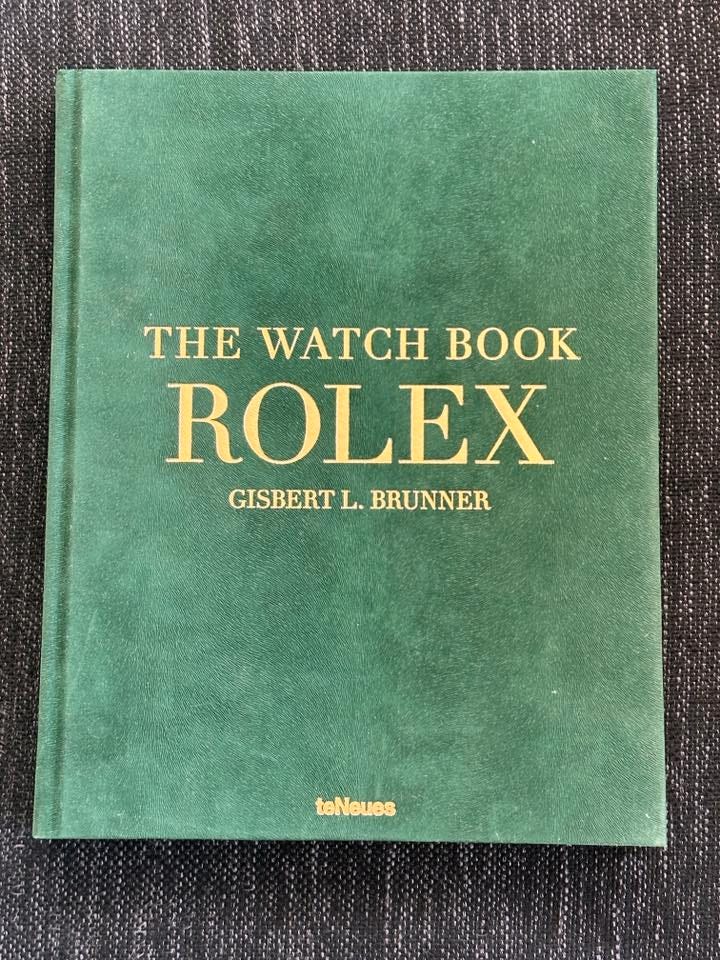 THE WATCH BOOK
ROLEX
GISBERT L. BRUNNER
teNeues